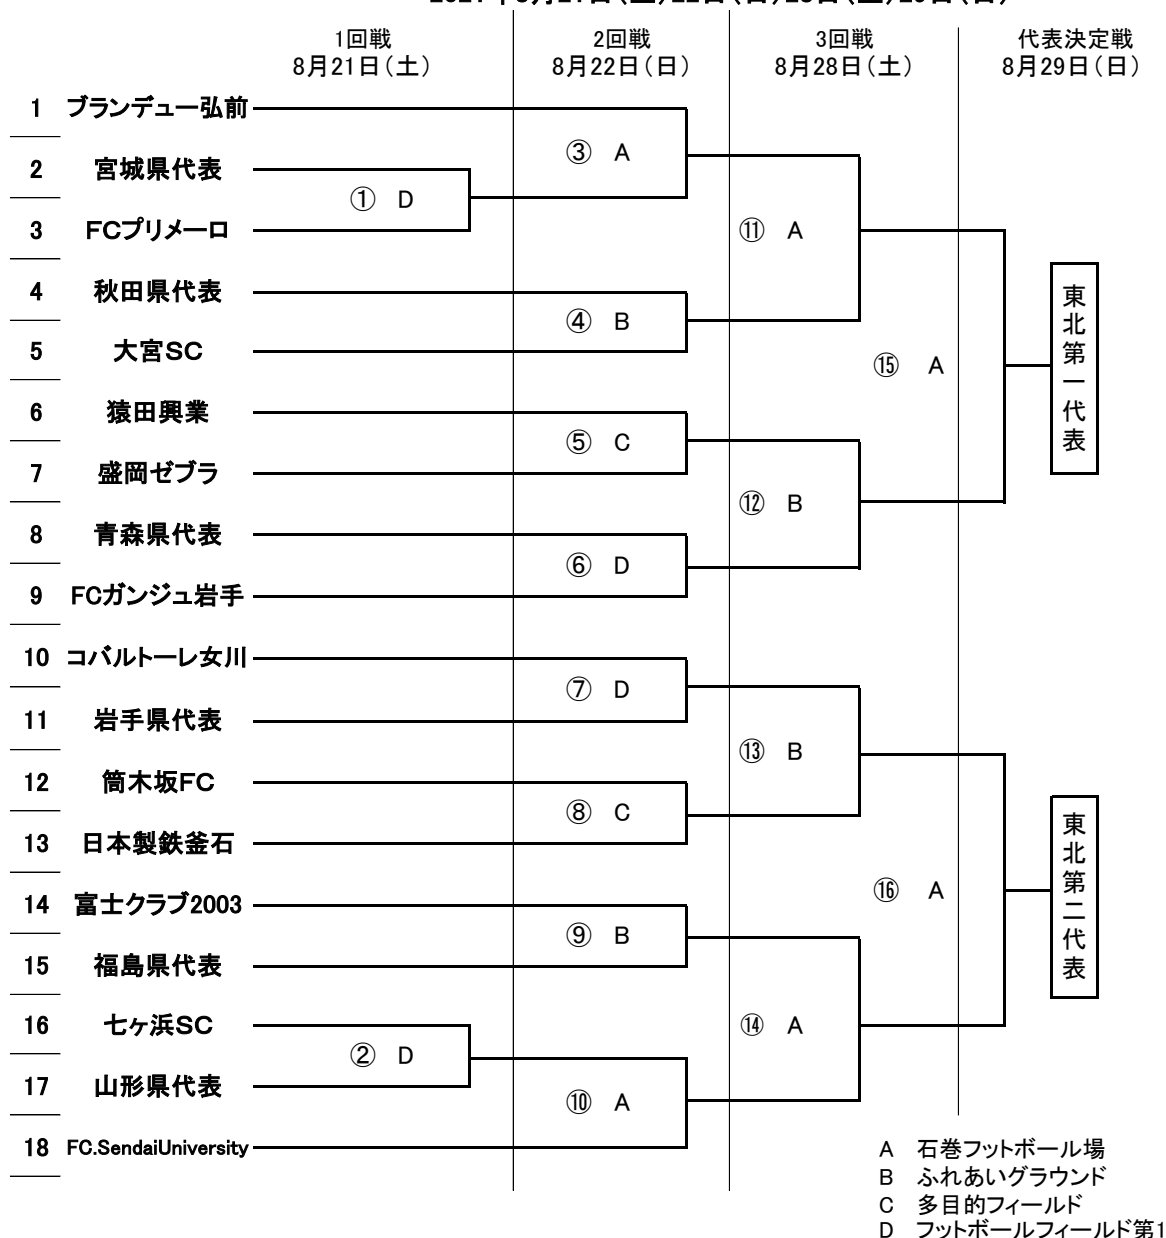 1回戦 2回戦 3回戦 代表決定戦
8月21日(土) 8月22日(日) 8月28日(土) 8月29日(日)
1 ブランデュー弘前
③ A
2 宮城県代表
① D
3 FCプリメーロ
⑪ A
4 秋田県代表
④ B
5 大宮SC
⑮ A
東北第一代表
6 猿田興業
⑤ C
7 盛岡ゼブラ
⑫ B
8 青森県代表
⑥ D
9 FCガンジュ岩手
10 コバルトーレ女川
⑦ D
11 岩手県代表
⑬ B
12 筒木坂FC
⑧ C
13 日本製鉄釜石
⑯ A
東北第二代表
14 富士クラブ2003
⑨ B
15 福島県代表
16 七ヶ浜SC
⑭ A
② D
17 山形県代表
⑩ A
18 FC.SendaiUniversity
A 石巻フットボール場
B ふれあいグラウンド
C 多目的フィールド
D フットボールフィールド第1